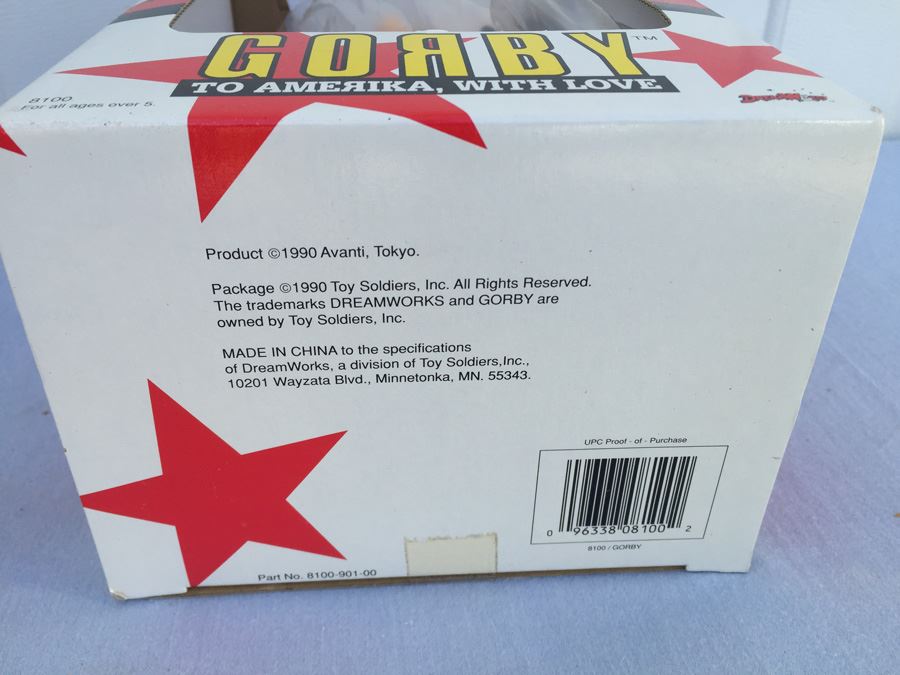 GOЯBY™
TO AMEЯIKA, WITH LOVE
8100
For all ages over 5.
DreamWorks
Product ©1990 Avanti, Tokyo.
Package ©1990 Toy Soldiers, Inc. All Rights Reserved.
The trademarks DREAMWORKS and GORBY are
owned by Toy Soldiers, Inc.
MADE IN CHINA to the specifications
of DreamWorks, a division of Toy Soldiers,Inc.,
10201 Wayzata Blvd., Minnetonka, MN. 55343.
UPC Proof - of - Purchase
0 96338 08100 2
8100 / GORBY
Part No. 8100-901-00